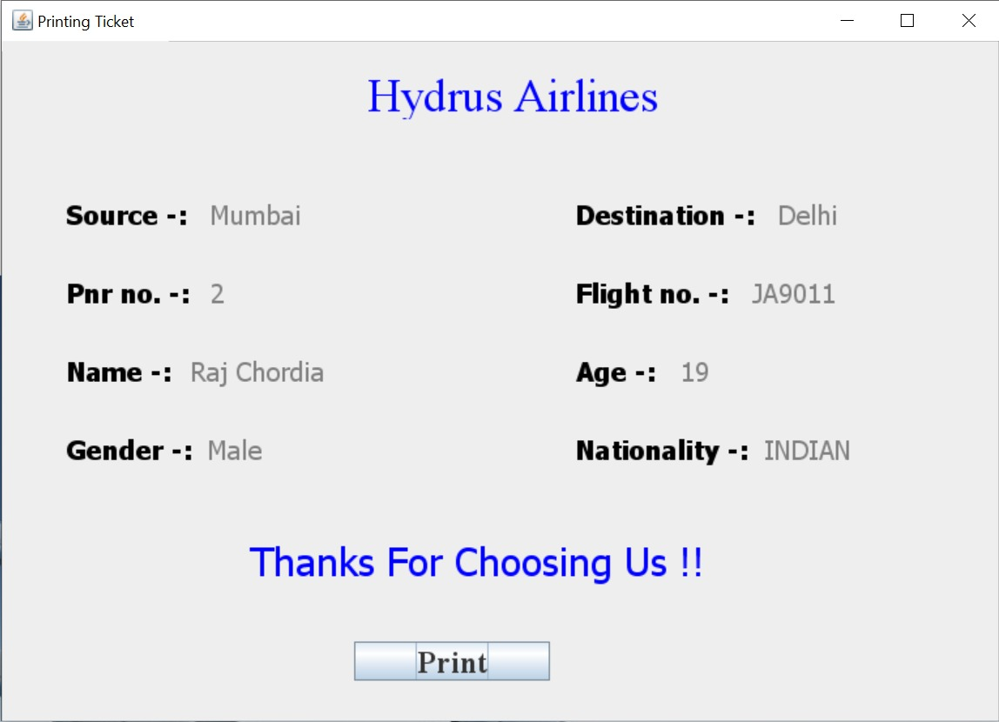 Printing Ticket
Hydrus Airlines
Source -: Mumbai Destination -: Delhi
Pnr no. -: 2 Flight no. -: JA9011
Name -: Raj Chordia Age -: 19
Gender -: Male Nationality -: INDIAN
Thanks For Choosing Us !!
Print